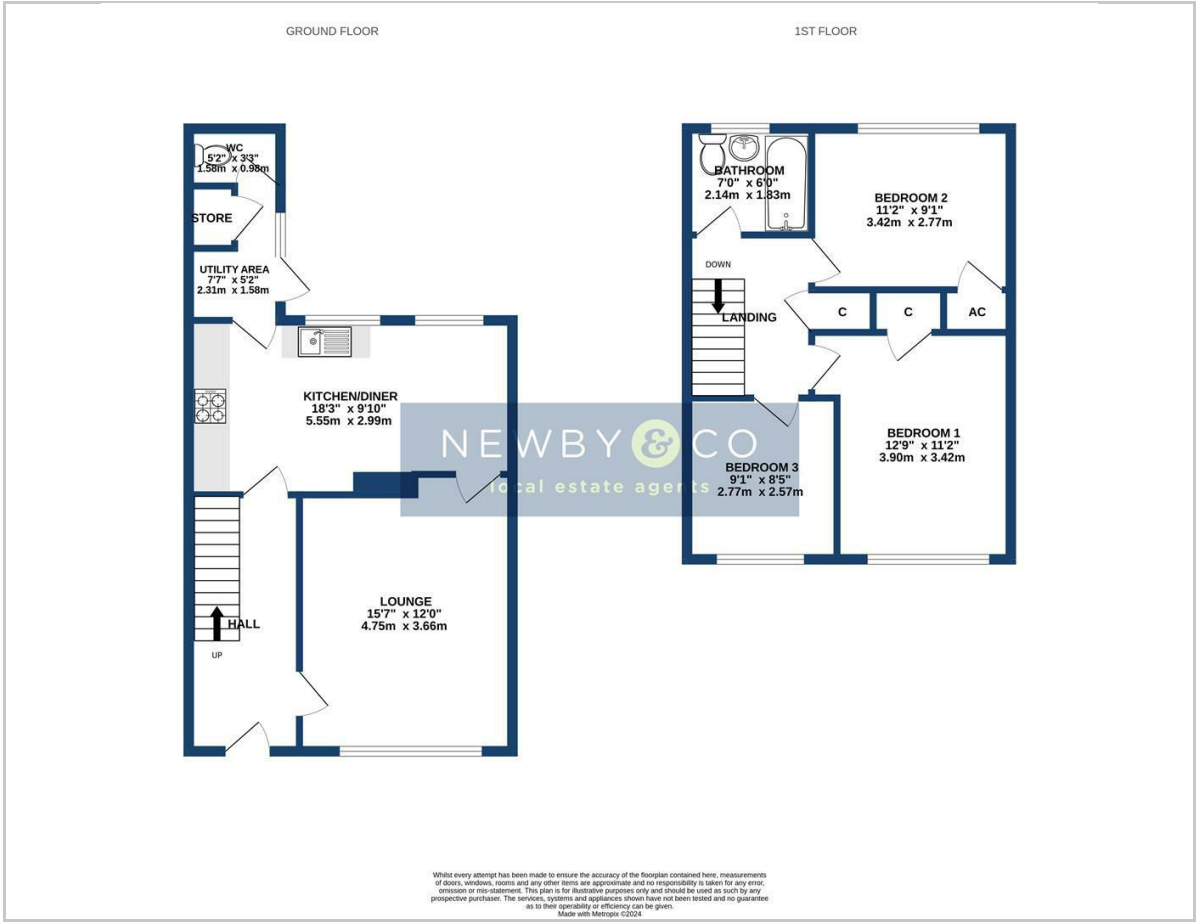 GROUND FLOOR
1ST FLOOR
WC
5'2" x 3'3"
1.58m x 0.98m
STORE
UTILITY AREA
7'7" x 5'2"
2.31m x 1.58m
KITCHEN/DINER
18'3" x 9'10"
5.55m x 2.99m
LOUNGE
15'7" x 12'0"
4.75m x 3.66m
HALL
UP
BATHROOM
7'0" x 6'0"
2.14m x 1.83m
BEDROOM 2
11'2" x 9'1"
3.42m x 2.77m
DOWN
LANDING
C
C
AC
BEDROOM 1
12'9" x 11'2"
3.90m x 3.42m
BEDROOM 3
9'1" x 8'5"
2.77m x 2.57m
NEWBY & CO
local estate agents
Whilst every attempt has been made to ensure the accuracy of the floorplan contained here, measurements
of doors, windows, rooms and any other items are approximate and no responsibility is taken for any error,
omission or mis-statement. This plan is for illustrative purposes only and should be used as such by any
prospective purchaser. The services, systems and appliances shown have not been tested and no guarantee
as to their operability or efficiency can be given.
Made with Metropix ©2024